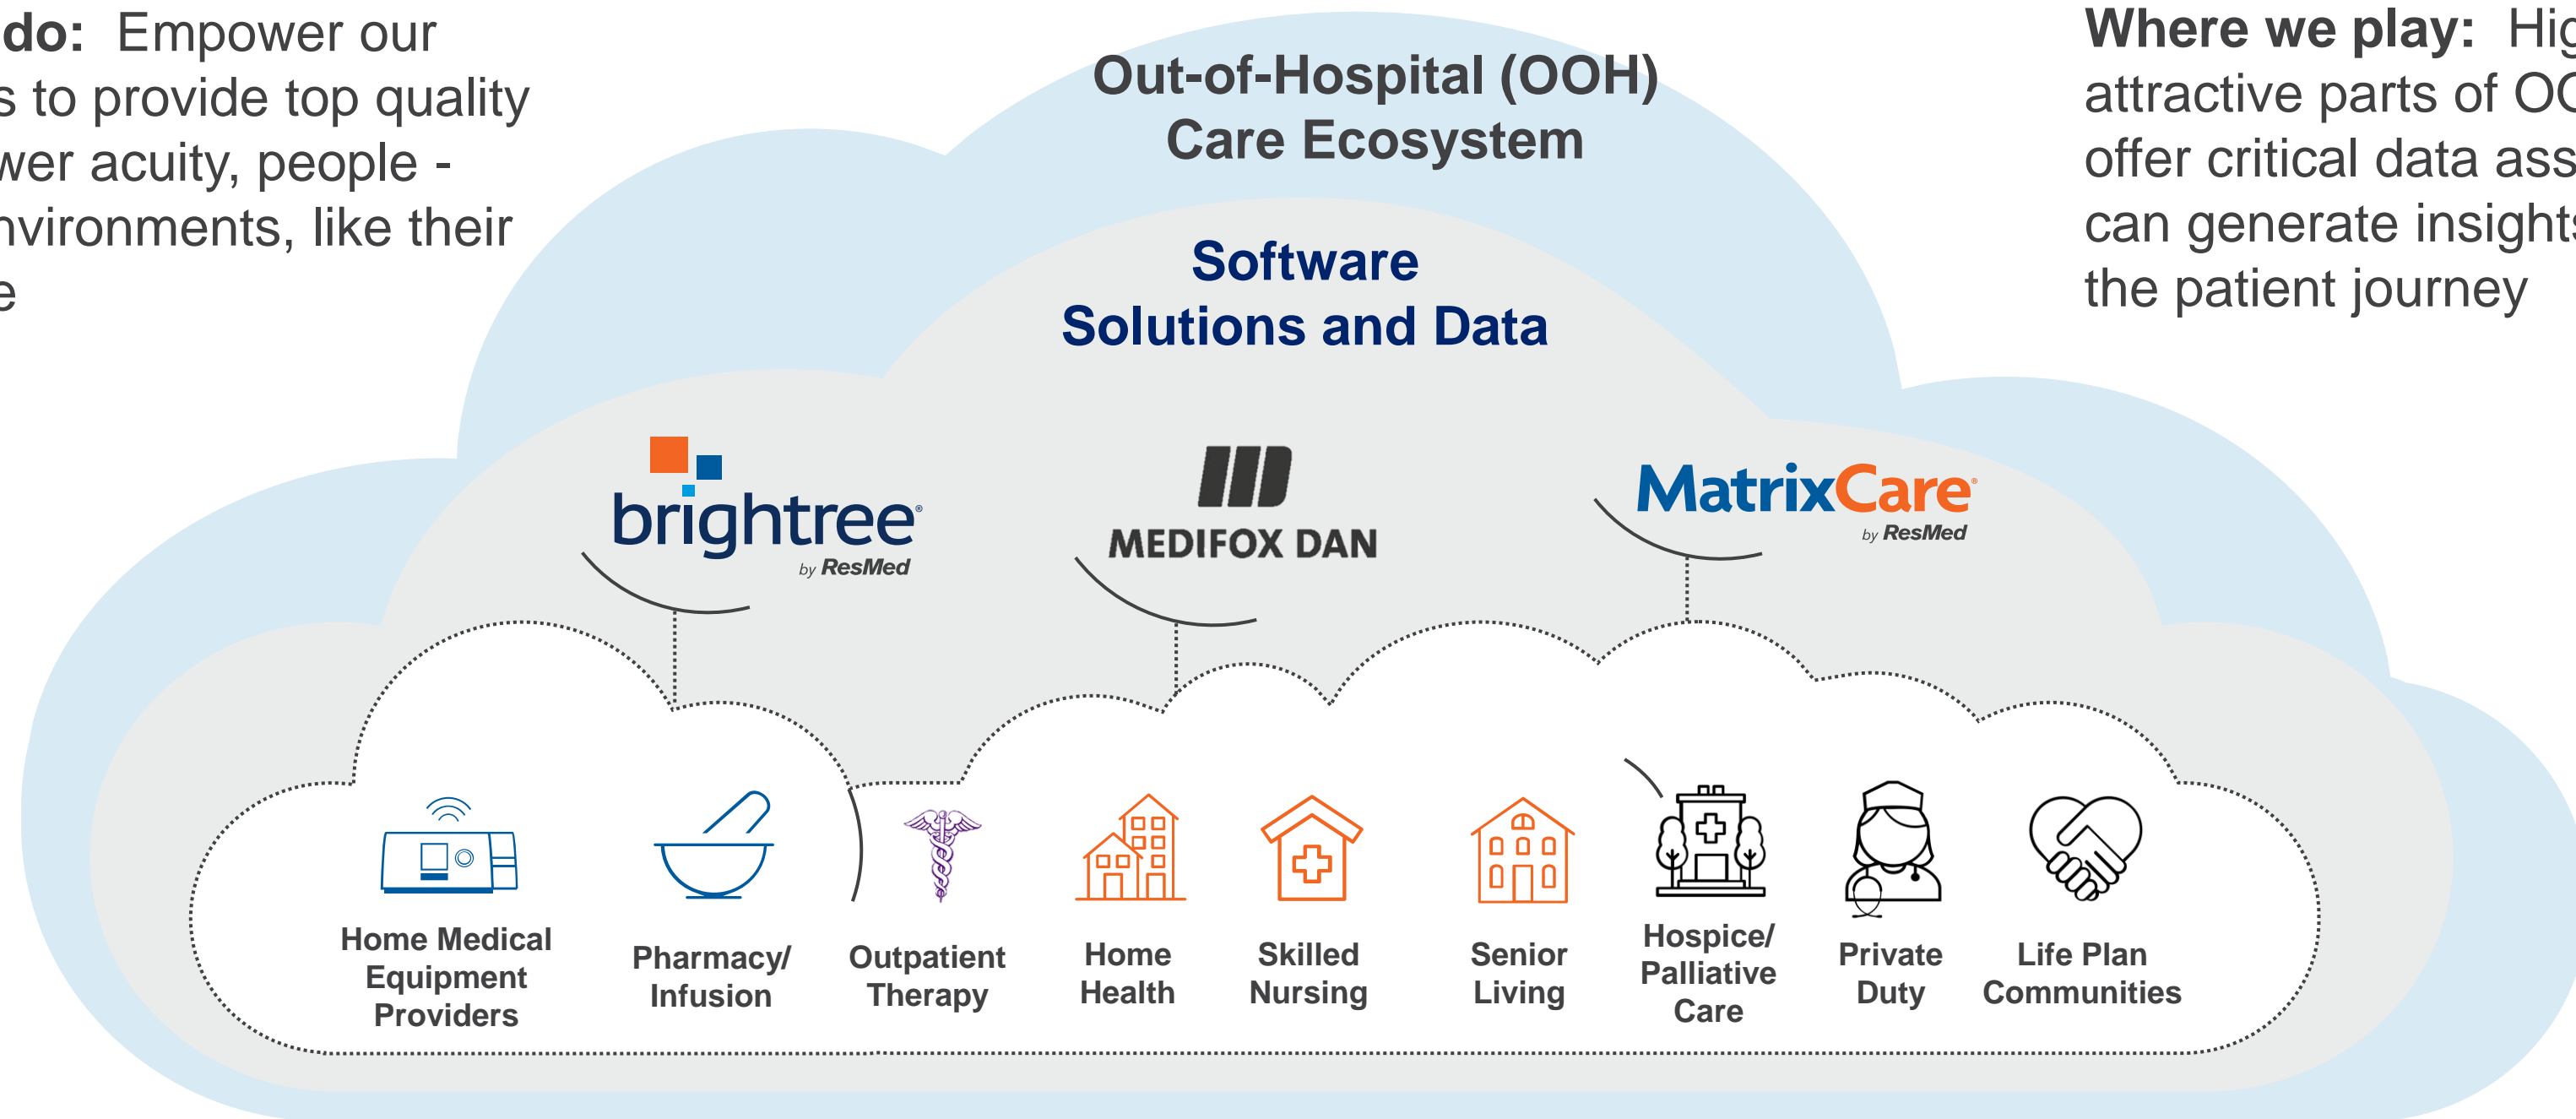 do: Empower our
s to provide top quality
wer acuity, people -
nvironments, like their
e
Out-of-Hospital (OOH)
Care Ecosystem
Where we play: Hig
attractive parts of OO
offer critical data ass
can generate insights
the patient journey
Software
Solutions and Data
brightree®
by ResMed
MEDIFOX DAN
MatrixCare®
by ResMed
Home Medical
Equipment
Providers
Pharmacy/
Infusion
Outpatient
Therapy
Home
Health
Skilled
Nursing
Senior
Living
Hospice/
Palliative
Care
Private
Duty
Life Plan
Communities